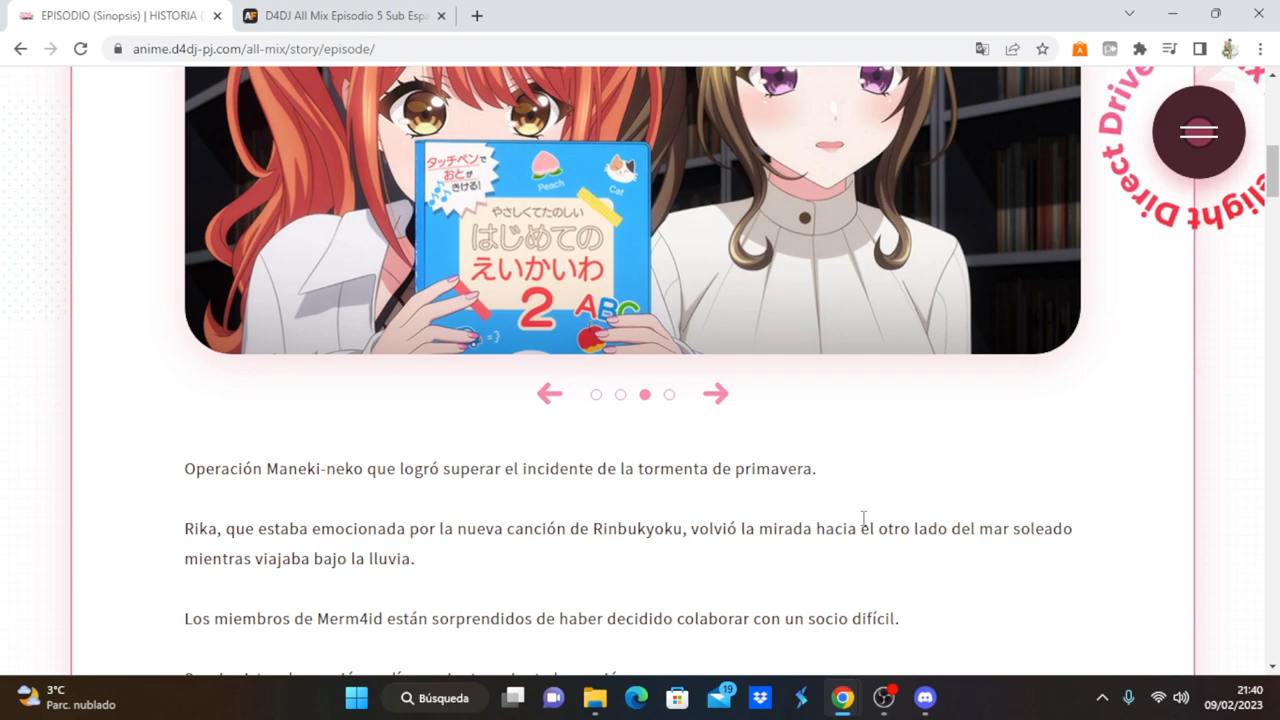 EPISODIO (Sinopsis) | HISTORIA (
D4DJ All Mix Episodio 5 Sub Espa
anime.d4dj-pj.com/all-mix/story/episode/
Direct Drive
light Direct
タッチペンで
おとが
きける!
Peach
Cat
やさしくてたのしい
はじめての
えいかいわ
2
ABC
Operación Maneki-neko que logró superar el incidente de la tormenta de primavera.
Rika, que estaba emocionada por la nueva canción de Rinbukyoku, volvió la mirada hacia el otro lado del mar soleado
mientras viajaba bajo la lluvia.
Los miembros de Merm4id están sorprendidos de haber decidido colaborar con un socio difícil.
3°C
Parc. nublado
Búsqueda
19
21:40
09/02/2023